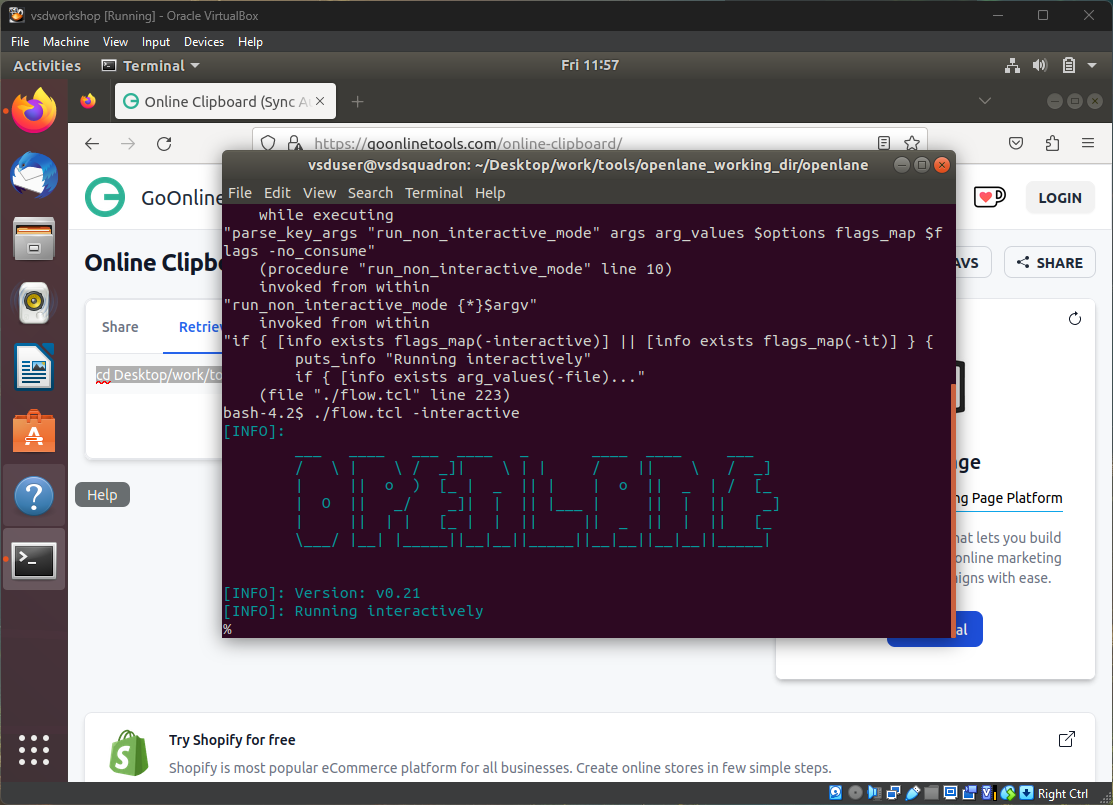 vsdworkshop [Running] - Oracle VirtualBox
File Machine View Input Devices Help
Activities Terminal Fri 11:57
Online Clipboard (Sync A
https://goonlinetools.com/online-clipboard/
GoOnline
LOGIN
Online Clipb
AVS
SHARE
Share Retriev
cd Desktop/work/to
vsduser@vsdsquadron: ~/Desktop/work/tools/openlane_working_dir/openlane
File Edit View Search Terminal Help
while executing
"parse_key_args "run_non_interactive_mode" args arg_values $options flags_map $f
lags -no_consume"
(procedure "run_non_interactive_mode" line 10)
invoked from within
"run_non_interactive_mode {*}$argv"
invoked from within
"if { [info exists flags_map(-interactive)] || [info exists flags_map(-it)] } {
puts_info "Running interactively"
if { [info exists arg_values(-file)..."
(file "./flow.tcl" line 223)
bash-4.2$ ./flow.tcl -interactive
[INFO]:
OPENLANE
[INFO]: Version: v0.21
[INFO]: Running interactively
%
Help
ge
ng Page Platform
hat lets you build
online marketing
igns with ease.
al
Try Shopify for free
Shopify is most popular eCommerce platform for all businesses. Create online stores in few simple steps.
Right Ctrl